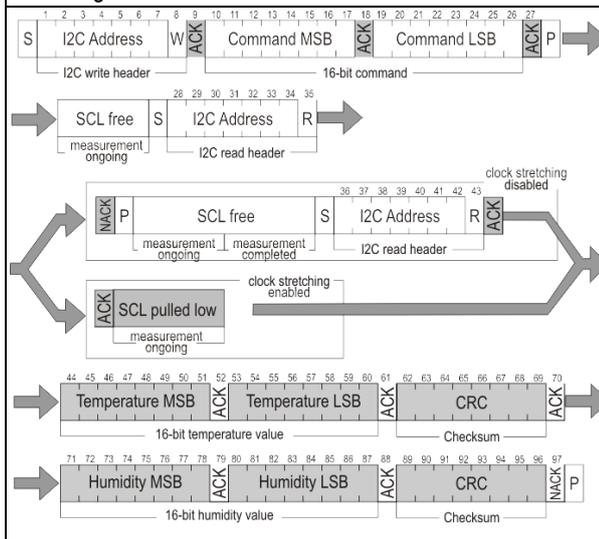 1 2 3 4 5 6 7 8 9 10 11 12 13 14 15 16 17 18 19 20 21 22 23 24 25 26 27
S I2C Address W ACK Command MSB ACK Command LSB ACK P
I2C write header 16-bit command
28 29 30 31 32 33 34 35
SCL free S I2C Address R
measurement ongoing I2C read header
clock stretching disabled
36 37 38 39 40 41 42 43
NACK P SCL free S I2C Address R ACK
measurement ongoing measurement completed I2C read header
clock stretching enabled
ACK SCL pulled low
measurement ongoing
44 45 46 47 48 49 50 51 52 53 54 55 56 57 58 59 60 61 62 63 64 65 66 67 68 69 70
Temperature MSB ACK Temperature LSB ACK CRC ACK
16-bit temperature value Checksum
71 72 73 74 75 76 77 78 79 80 81 82 83 84 85 86 87 88 89 90 91 92 93 94 95 96 97
Humidity MSB ACK Humidity LSB ACK CRC NACK P
16-bit humidity value Checksum